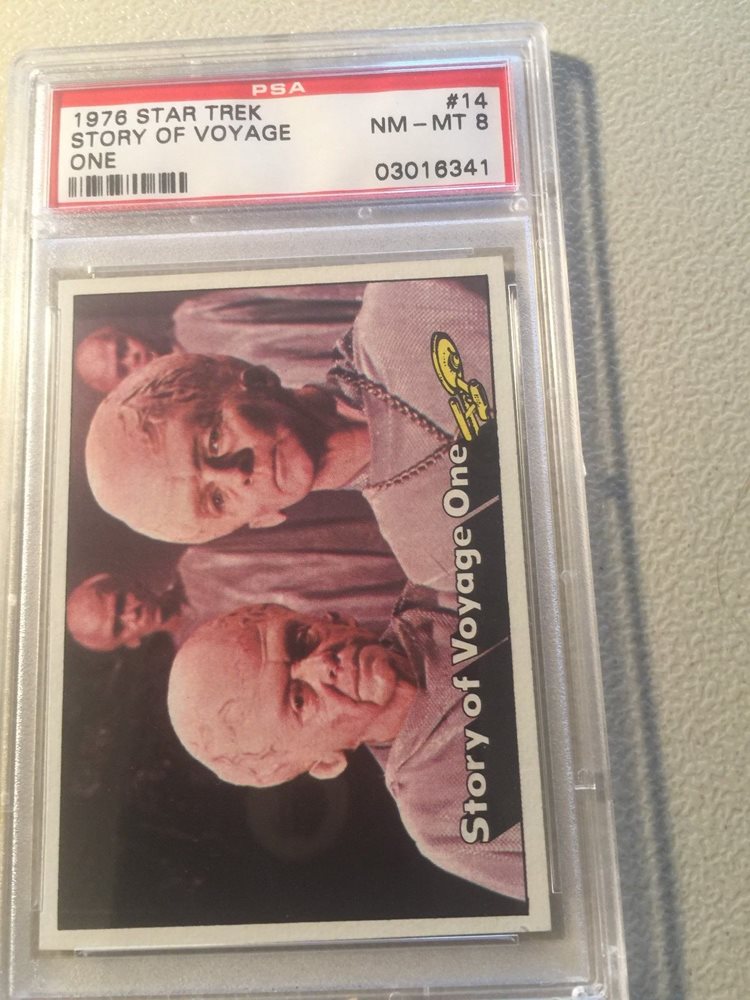 PSA
1976 STAR TREK #14
STORY OF VOYAGE NM-MT 8
ONE
03016341
Story of Voyage One